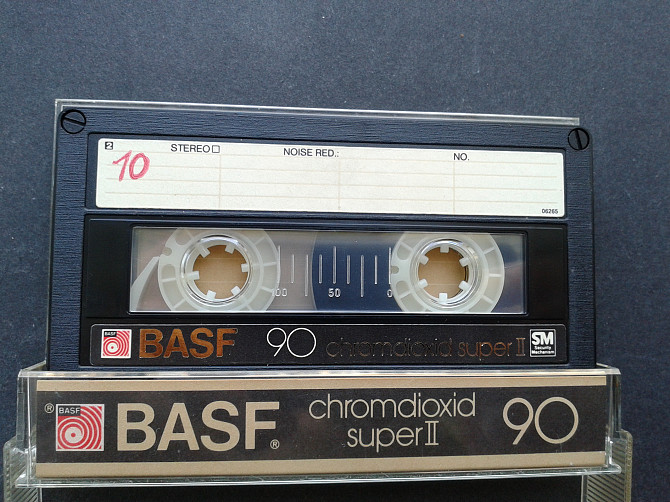 2
10
STEREO
NOISE RED.:
NO.
06265
100 50 0
BASF
BASF 90 chromdioxid super II
SM
Security
Mechanism
® BASF
BASF® chromdioxid
super II 90